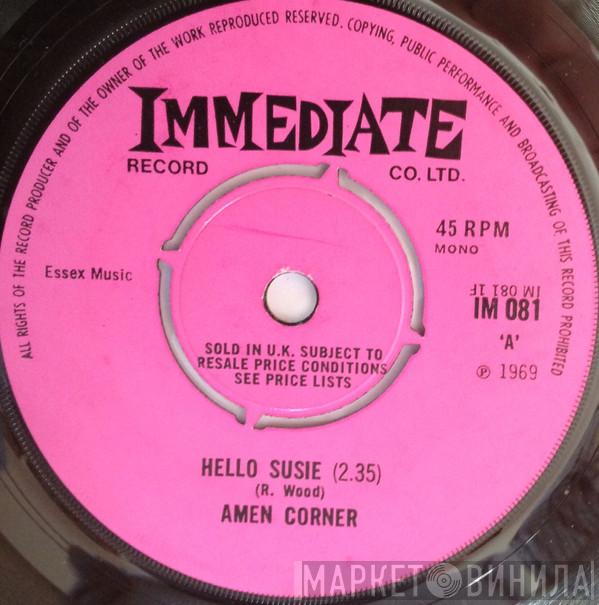 ALL RIGHTS OF THE RECORD PRODUCER AND OF THE OWNER OF THE WORK REPRODUCED RESERVED. COPYING, PUBLIC PERFORMANCE AND BROADCASTING OF THIS RECORD PROHIBITED
IMMEDIATE
RECORD CO. LTD.
45 RPM
MONO
Essex Music
IM 081 1F
IM 081
'A'
℗ 1969
SOLD IN U.K. SUBJECT TO
RESALE PRICE CONDITIONS
SEE PRICE LISTS
HELLO SUSIE (2.35)
(R. Wood)
AMEN CORNER
МАРКЕТ ВИНИЛА